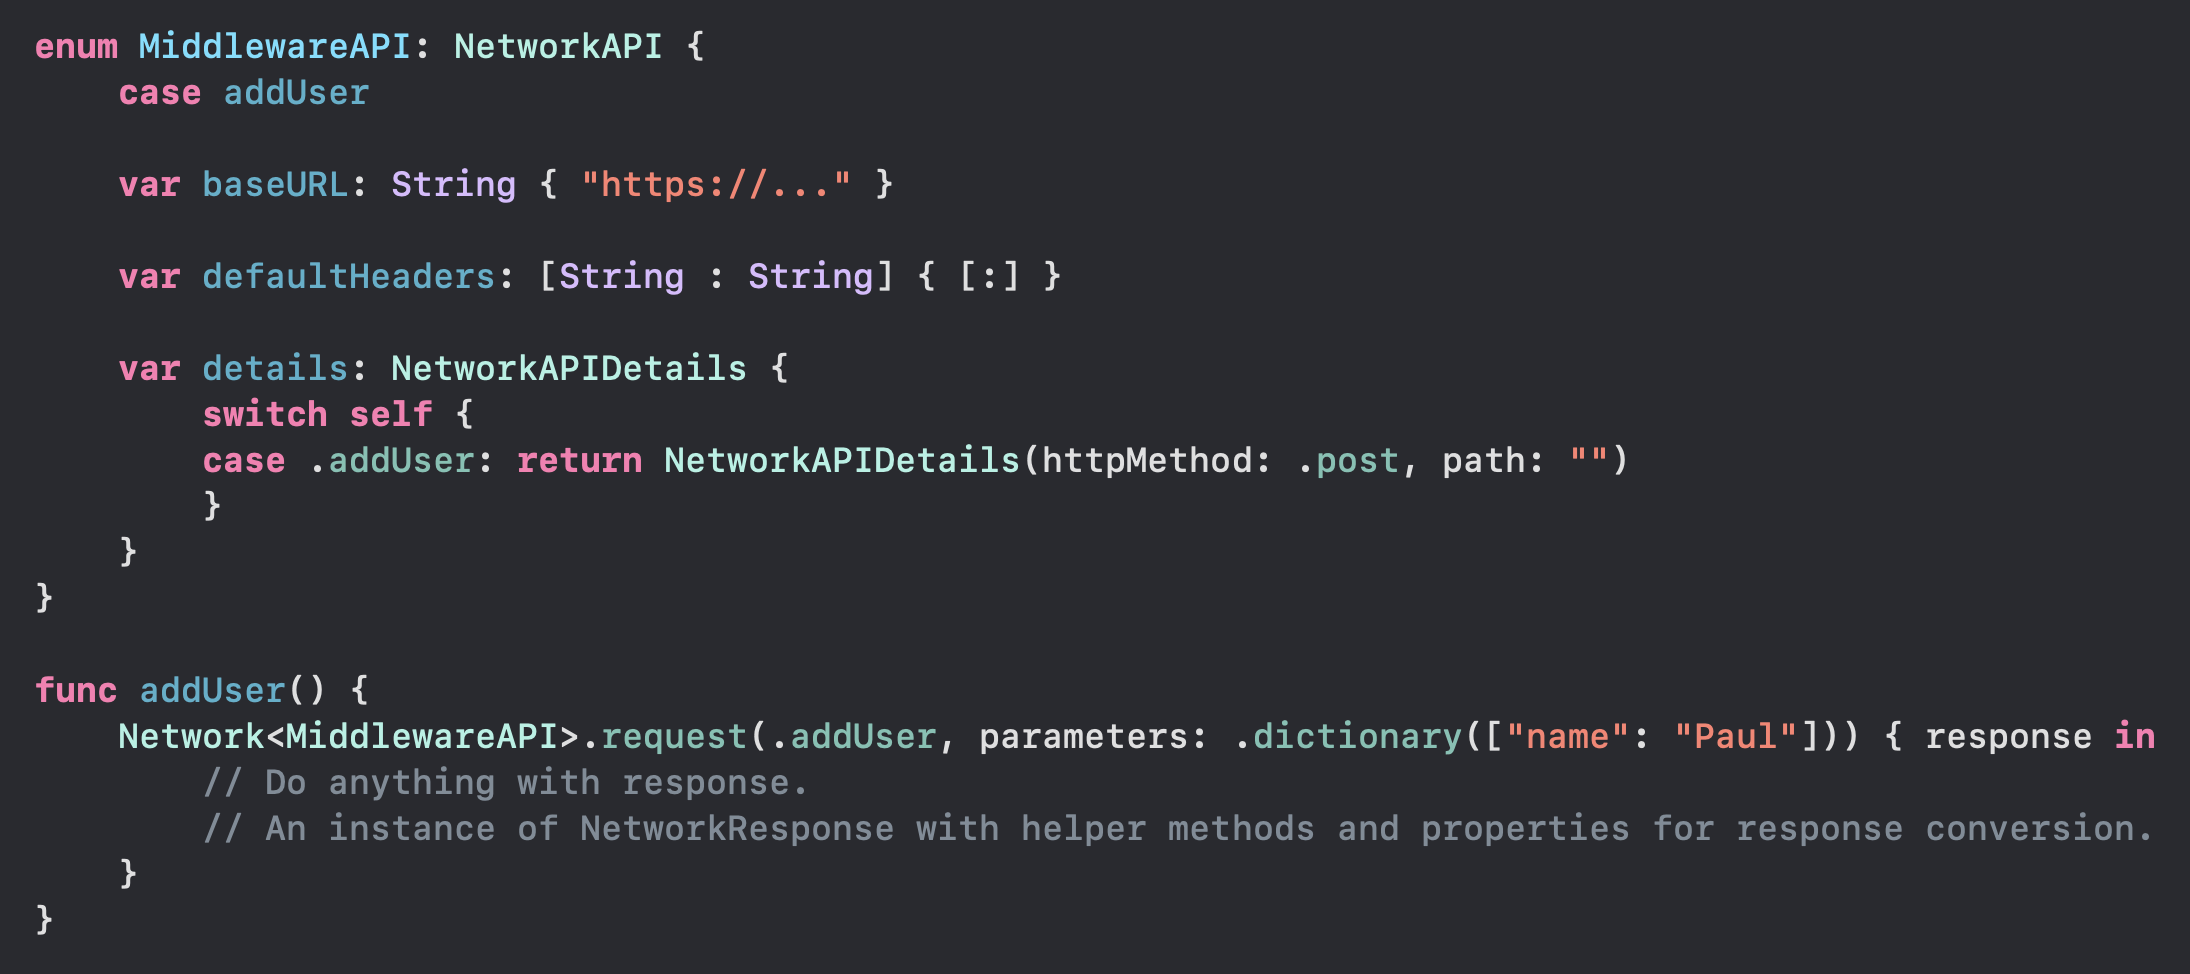 enum MiddlewareAPI: NetworkAPI {
    case addUser

    var baseURL: String { "https://..." }

    var defaultHeaders: [String : String] { [:] }

    var details: NetworkAPIDetails {
        switch self {
        case .addUser: return NetworkAPIDetails(httpMethod: .post, path: "")
        }
    }
}

func addUser() {
    Network<MiddlewareAPI>.request(.addUser, parameters: .dictionary(["name": "Paul"])) { response in
        // Do anything with response.
        // An instance of NetworkResponse with helper methods and properties for response conversion.
    }
}